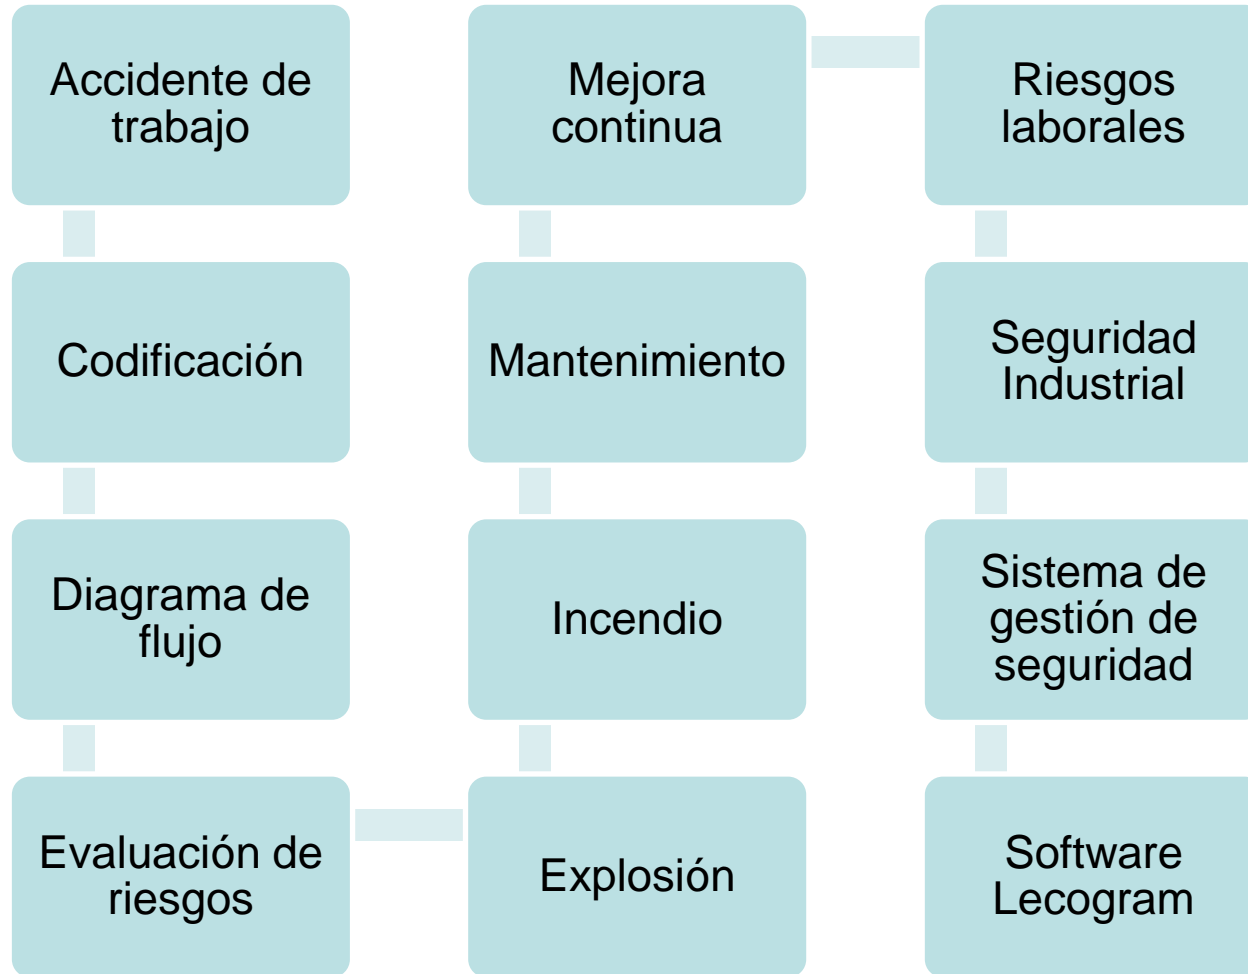 Accidente de
trabajo
Codificación
Diagrama de
flujo
Evaluación de
riesgos
Explosión
Incendio
Mantenimiento
Mejora
continua
Riesgos
laborales
Seguridad
Industrial
Sistema de
gestión de
seguridad
Software
Lecogram